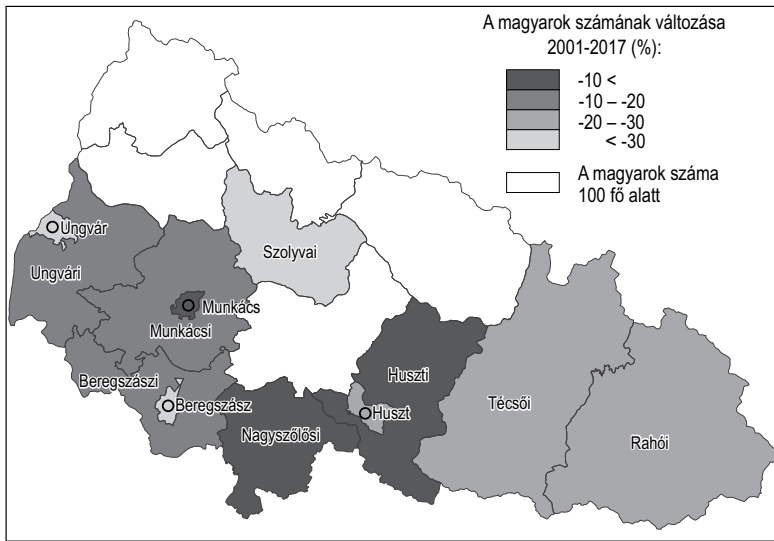 A magyarok számának változása
2001-2017 (%):
-10 <
-10 – -20
-20 – -30
< -30
A magyarok száma
100 fő alatt
Ungvár
Ungvári
Szolyvai
Munkács
Munkácsi
Beregszászi
Beregszász
Nagyszőlősi
Huszti
Huszt
Técsői
Rahói